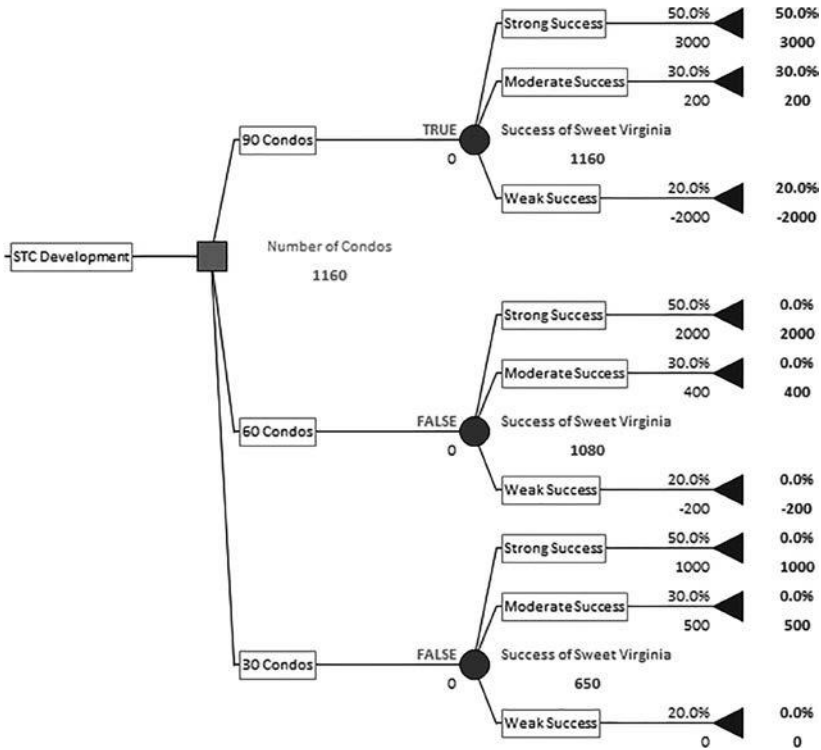 Strong Success 50.0% 50.0%
3000 3000
Moderate Success 30.0% 30.0%
200 200
90 Condos TRUE Success of Sweet Virginia
0 1160
Weak Success 20.0% 20.0%
-2000 -2000
STC Development Number of Condos
1160
Strong Success 50.0% 0.0%
2000 2000
Moderate Success 30.0% 0.0%
400 400
60 Condos FALSE Success of Sweet Virginia
0 1080
Weak Success 20.0% 0.0%
-200 -200
Strong Success 50.0% 0.0%
1000 1000
Moderate Success 30.0% 0.0%
500 500
30 Condos FALSE Success of Sweet Virginia
0 650
Weak Success 20.0% 0.0%
0 0